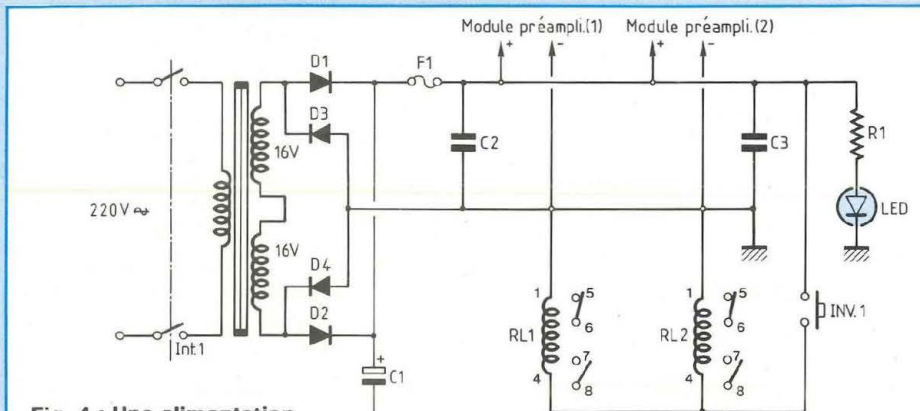 Module préampli.(1)
Module préampli.(2)
+
-
+
-
D1
F1
D3
16V
C2
C3
R1
220V ~
LED
16V
D4
D2
1
5
6
1
5
6
INV.1
RL1
RL2
7
7
Int.1
+
C1
4
8
4
8
Fig. 4 : Une alimentation